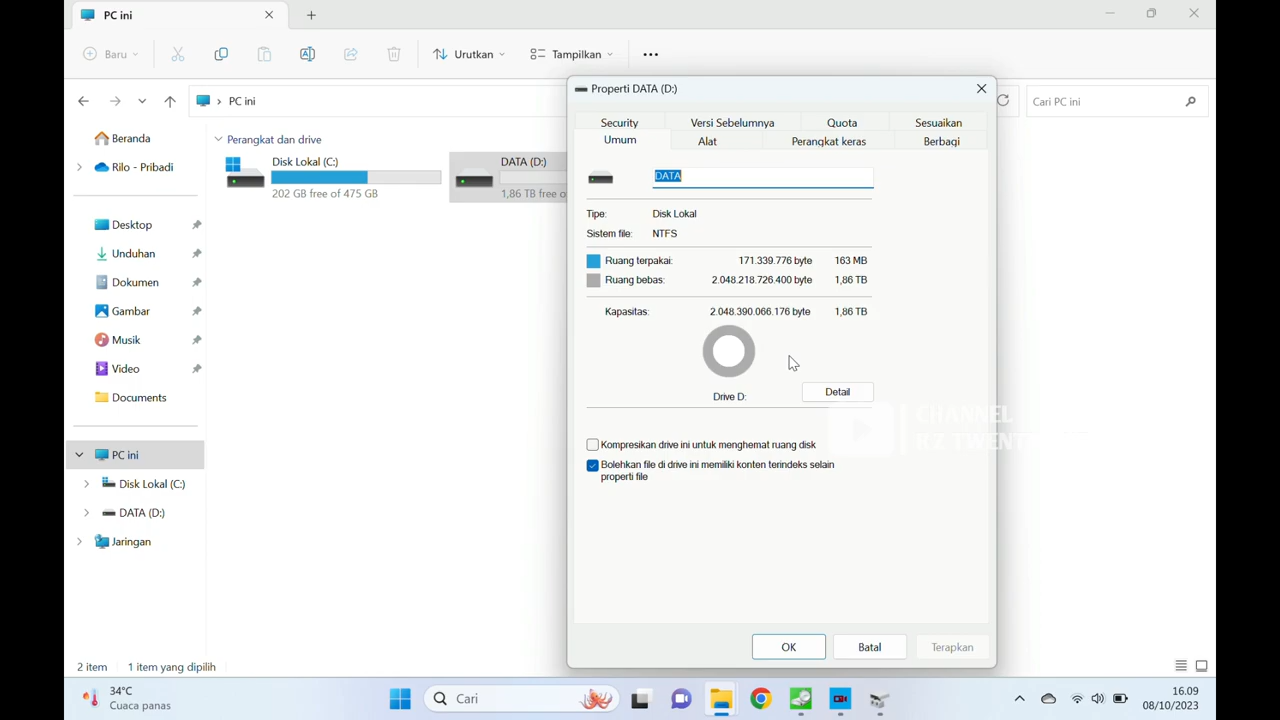 PC ini
Baru
Urutkan
Tampilkan
PC ini
Cari PC ini
Beranda
Rilo - Pribadi
Desktop
Unduhan
Dokumen
Gambar
Musik
Video
Documents
PC ini
Disk Lokal (C:)
DATA (D:)
Jaringan
Perangkat dan drive
Disk Lokal (C:)
202 GB free of 475 GB
DATA (D:)
1,86 TB free o
Properti DATA (D:)
Security Versi Sebelumnya Quota Sesuaikan
Umum Alat Perangkat keras Berbagi
DATA
Tipe: Disk Lokal
Sistem file: NTFS
Ruang terpakai: 171.339.776 byte 163 MB
Ruang bebas: 2.048.218.726.400 byte 1,86 TB
Kapasitas: 2.048.390.066.176 byte 1,86 TB
Drive D:
Detail
CHANNEL
Kompresikan drive ini untuk menghemat ruang disk
Bolehkan file di drive ini memiliki konten terindeks selain
properti file
OK Batal Terapkan
2 item 1 item yang dipilih
34°C
Cuaca panas
Cari
16.09
08/10/2023